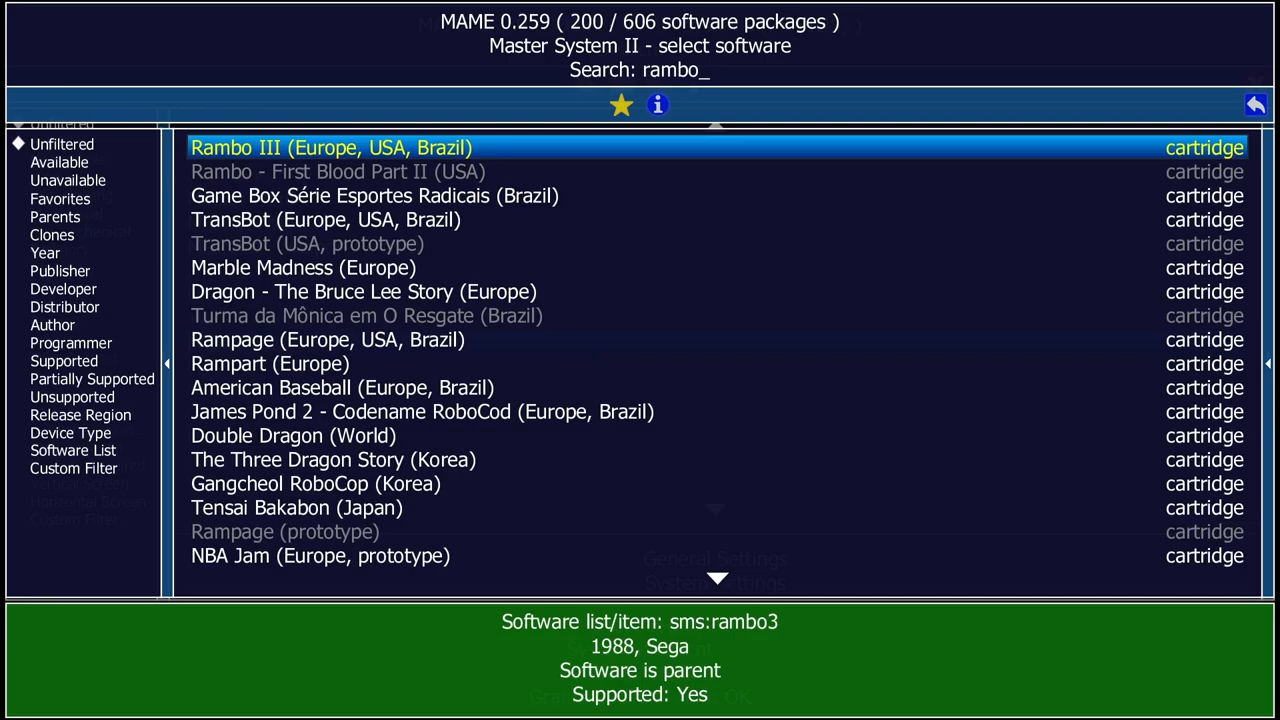 MAME 0.259 ( 200 / 606 software packages )
Master System II - select software
Search: rambo_
Unfiltered
Available
Unavailable
Favorites
Parents
Clones
Year
Publisher
Developer
Distributor
Author
Programmer
Supported
Partially Supported
Unsupported
Release Region
Device Type
Software List
Custom Filter
Rambo III (Europe, USA, Brazil) cartridge
Rambo - First Blood Part II (USA) cartridge
Game Box Série Esportes Radicais (Brazil) cartridge
TransBot (Europe, USA, Brazil) cartridge
TransBot (USA, prototype) cartridge
Marble Madness (Europe) cartridge
Dragon - The Bruce Lee Story (Europe) cartridge
Turma da Mônica em O Resgate (Brazil) cartridge
Rampage (Europe, USA, Brazil) cartridge
Rampart (Europe) cartridge
American Baseball (Europe, Brazil) cartridge
James Pond 2 - Codename RoboCod (Europe, Brazil) cartridge
Double Dragon (World) cartridge
The Three Dragon Story (Korea) cartridge
Gangcheol RoboCop (Korea) cartridge
Tensai Bakabon (Japan) cartridge
Rampage (prototype) cartridge
NBA Jam (Europe, prototype) cartridge
General Settings
System Settings
Software list/item: sms:rambo3
1988, Sega
Software is parent
Supported: Yes